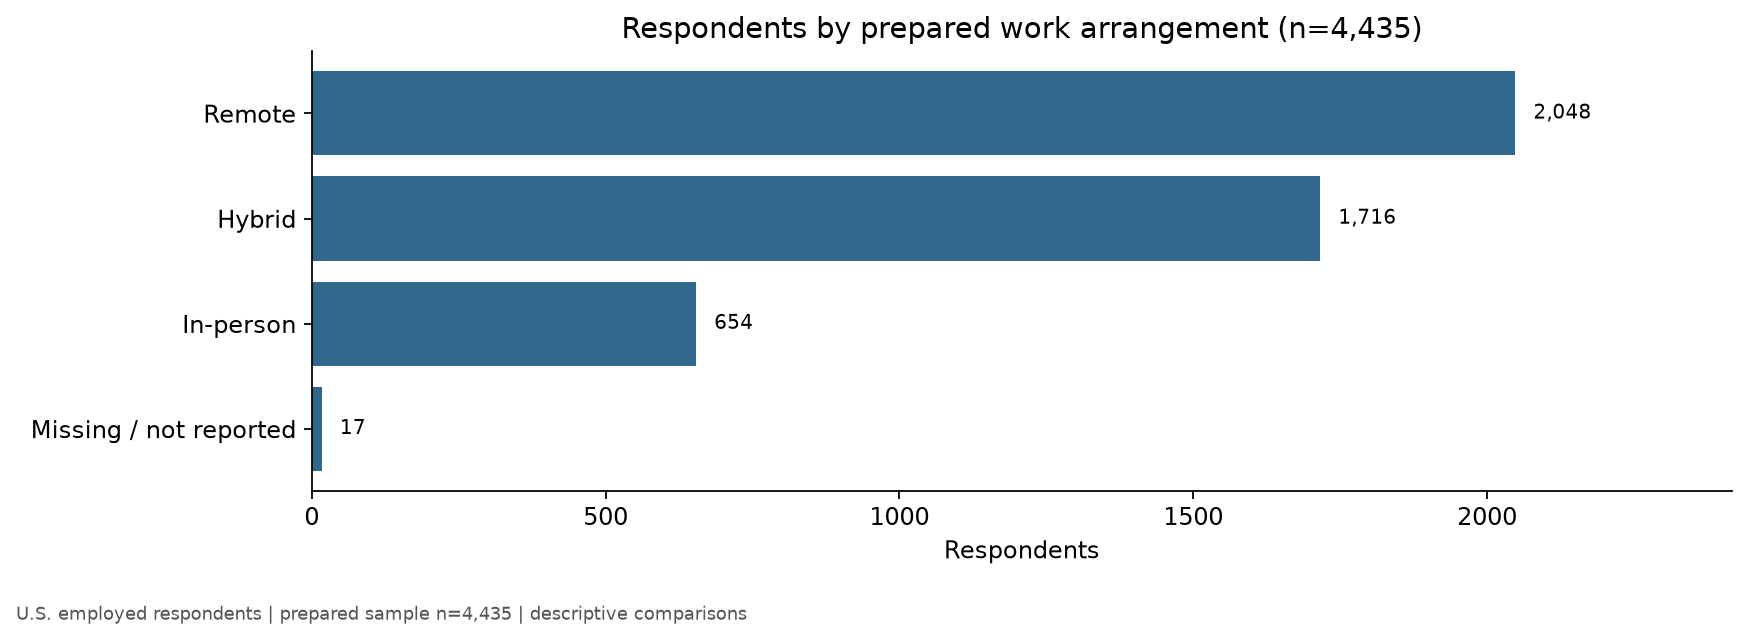 Respondents by prepared work arrangement (n=4,435)
Remote 2,048
Hybrid 1,716
In-person 654
Missing / not reported 17
0 500 1000 1500 2000
Respondents
U.S. employed respondents | prepared sample n=4,435 | descriptive comparisons